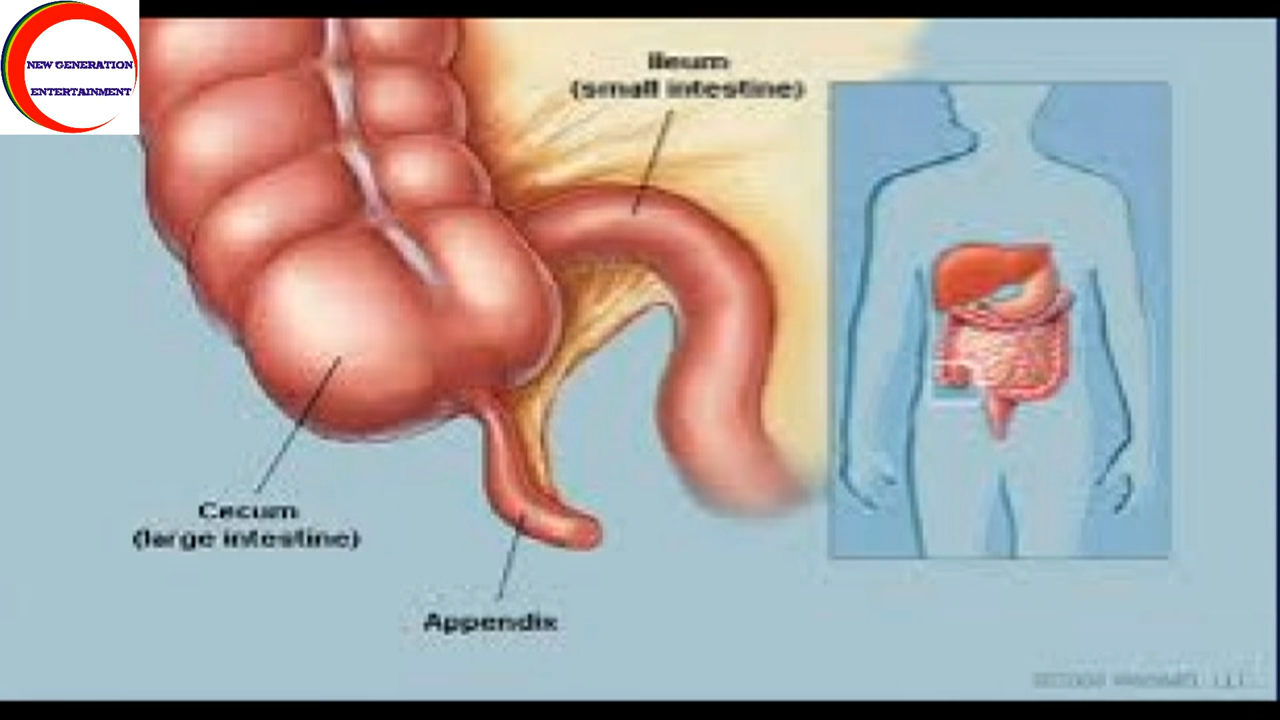 NEW GENERATION
ENTERTAINMENT
Ileum
(small intestine)
Cecum
(large intestine)
Appendix